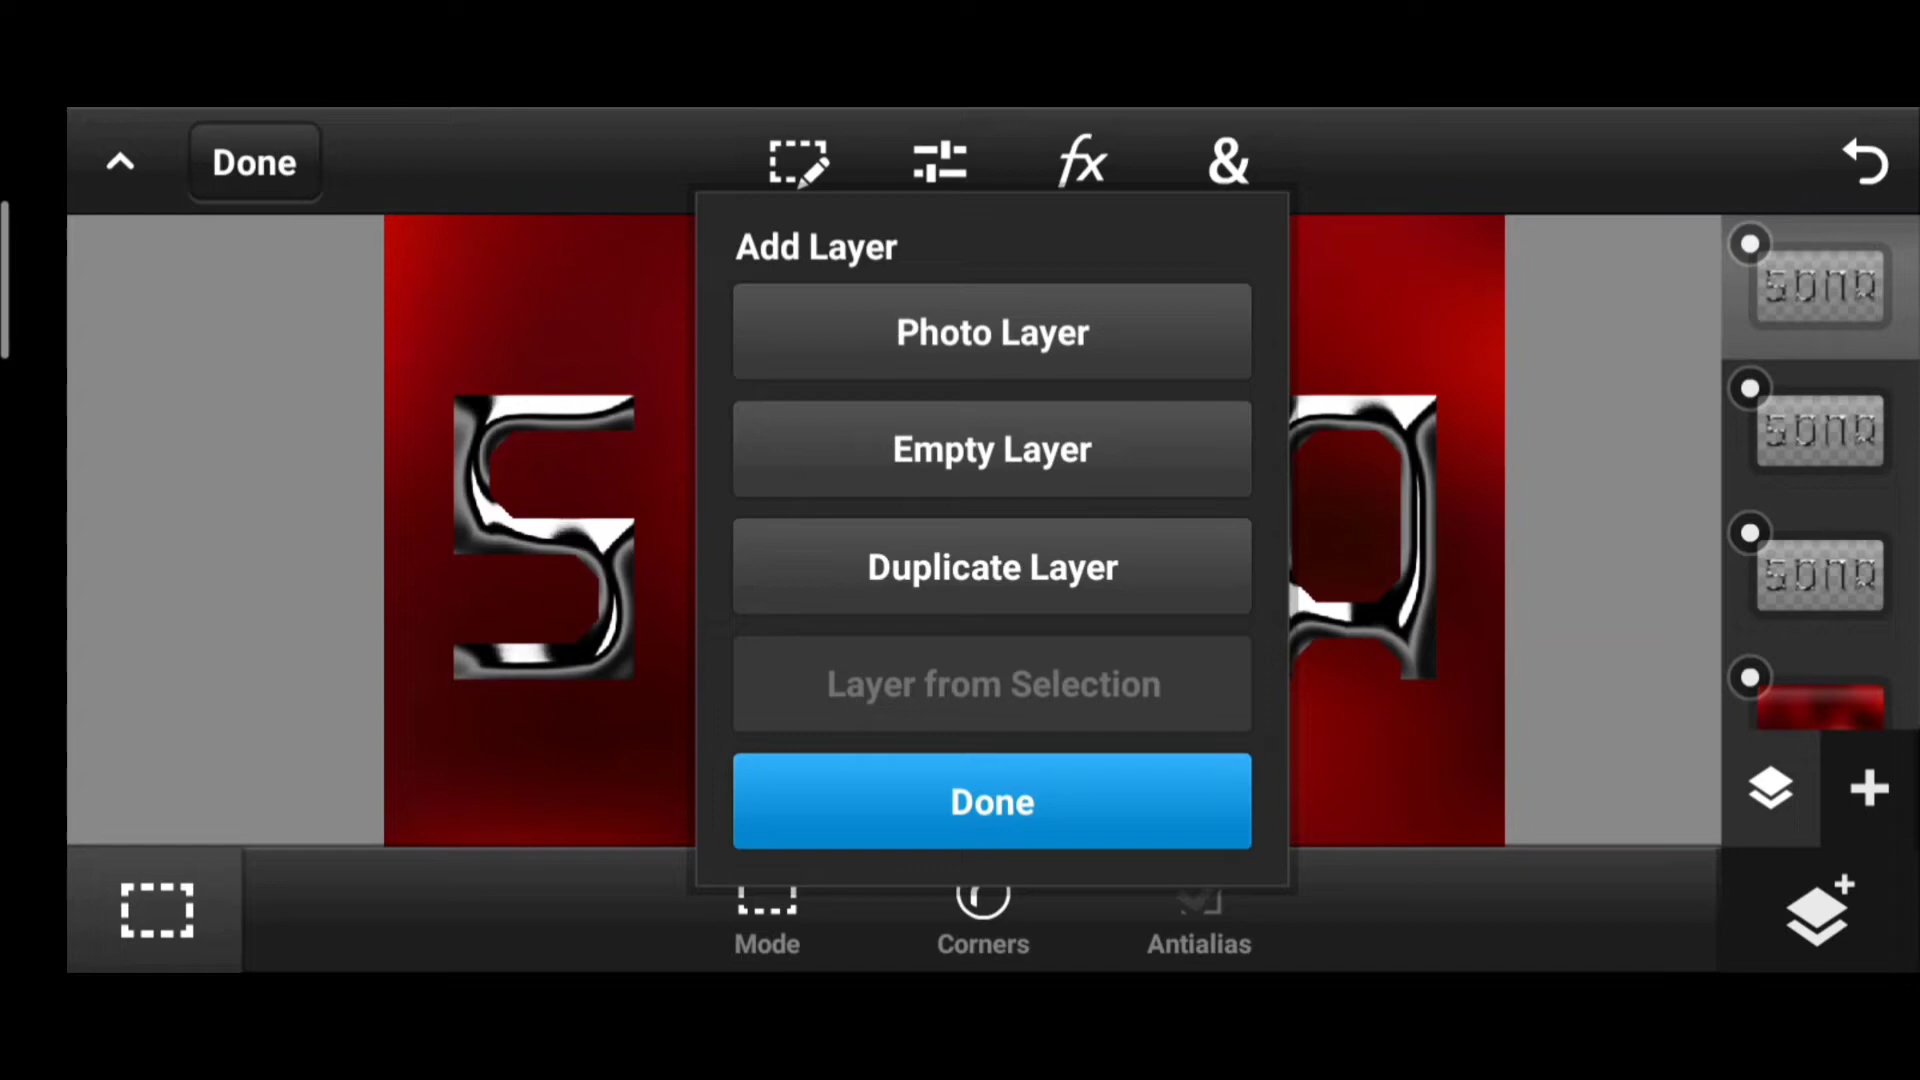 Done
Add Layer
Photo Layer
Empty Layer
Duplicate Layer
Layer from Selection
Done
Mode
Corners
Antialias